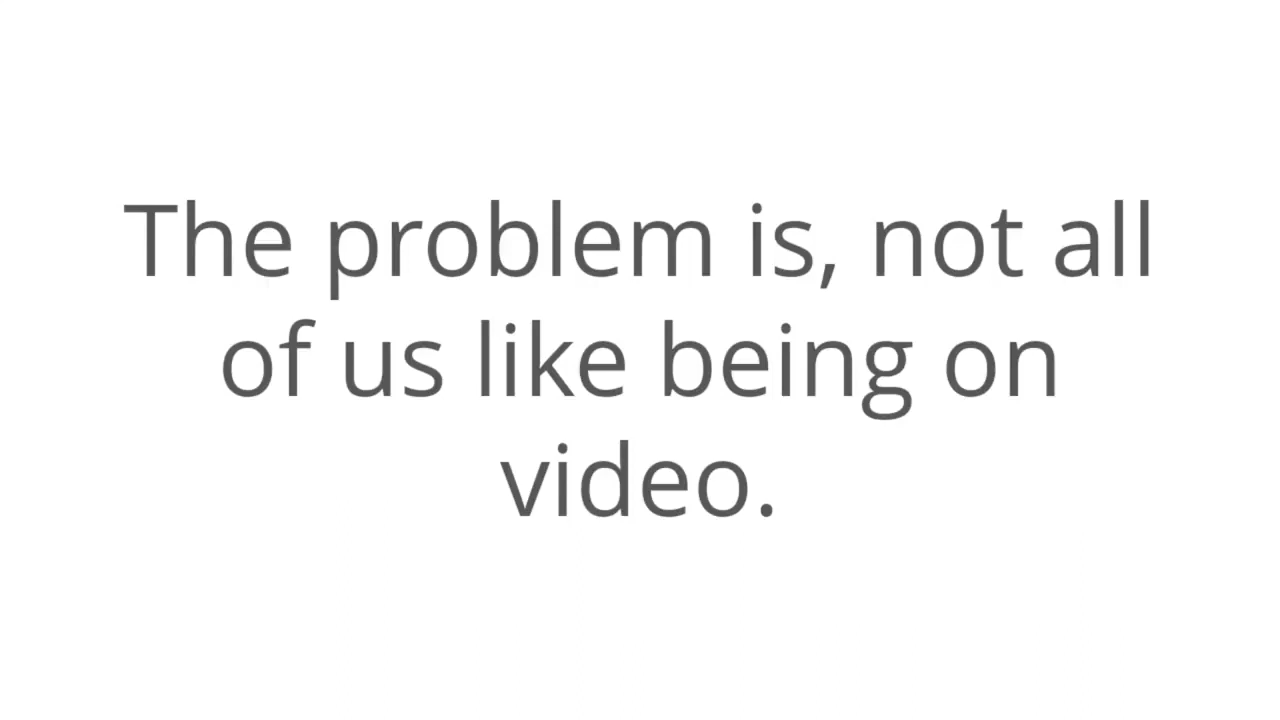 The problem is, not all
of us like being on
video.